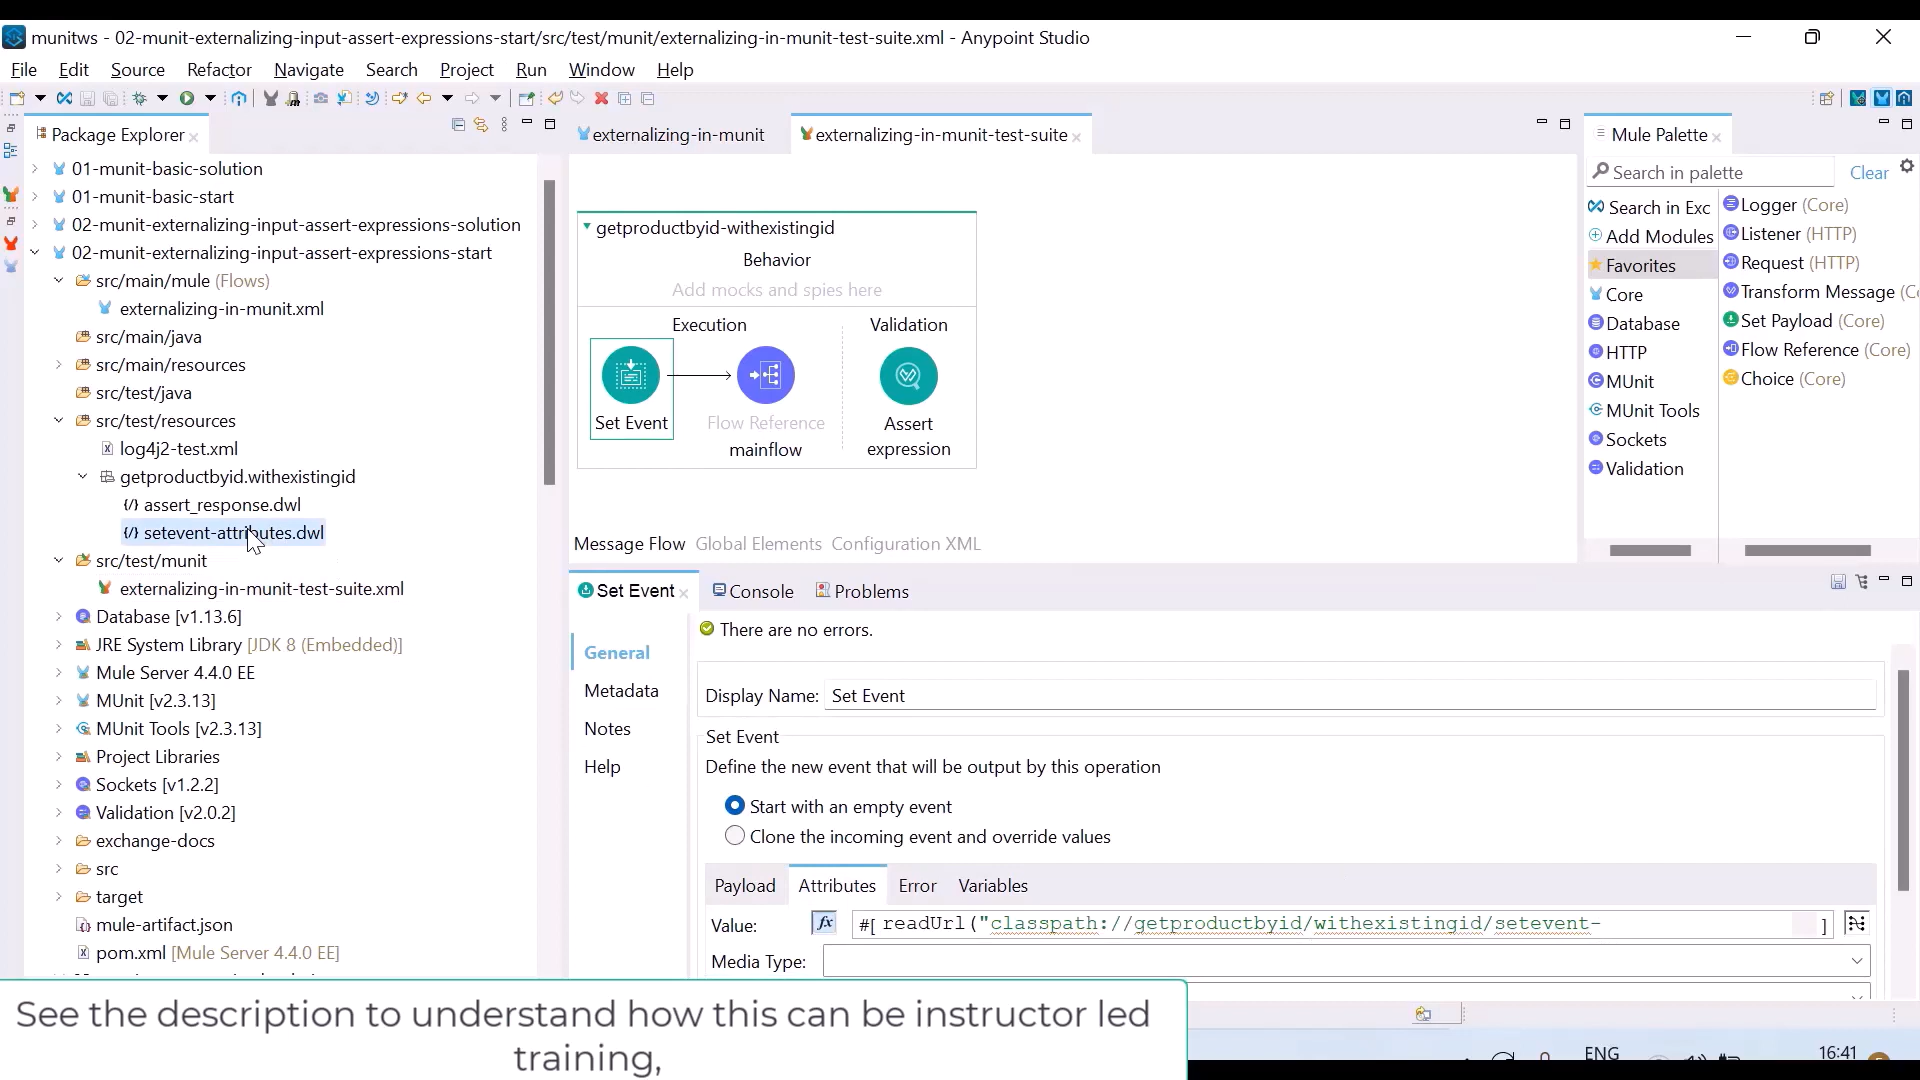 munitws - 02-munit-externalizing-input-assert-expressions-start/src/test/munit/externalizing-in-munit-test-suite.xml - Anypoint Studio
File Edit Source Refactor Navigate Search Project Run Window Help
Package Explorer
01-munit-basic-solution
01-munit-basic-start
02-munit-externalizing-input-assert-expressions-solution
02-munit-externalizing-input-assert-expressions-start
src/main/mule (Flows)
externalizing-in-munit.xml
src/main/java
src/main/resources
src/test/java
src/test/resources
log4j2-test.xml
getproductbyid.withexistingid
assert_response.dwl
setevent-attributes.dwl
src/test/munit
externalizing-in-munit-test-suite.xml
Database [v1.13.6]
JRE System Library [JDK 8 (Embedded)]
Mule Server 4.4.0 EE
MUnit [v2.3.13]
MUnit Tools [v2.3.13]
Project Libraries
Sockets [v1.2.2]
Validation [v2.0.2]
exchange-docs
src
target
mule-artifact.json
pom.xml [Mule Server 4.4.0 EE]
externalizing-in-munit
externalizing-in-munit-test-suite
getproductbyid-withexistingid
Behavior
Add mocks and spies here
Execution
Validation
Set Event
Flow Reference
mainflow
Assert
expression
Message Flow Global Elements Configuration XML
Mule Palette
Search in palette
Clear
Search in Exc
Add Modules
Favorites
Core
Database
HTTP
MUnit
MUnit Tools
Sockets
Validation
Logger (Core)
Listener (HTTP)
Request (HTTP)
Transform Message (Co
Set Payload (Core)
Flow Reference (Core)
Choice (Core)
Set Event Console Problems
General
Metadata
Notes
Help
There are no errors.
Display Name: Set Event
Set Event
Define the new event that will be output by this operation
Start with an empty event
Clone the incoming event and override values
Payload Attributes Error Variables
Value: fx #[ readUrl("classpath://getproductbyid/withexistingid/setevent- ]
Media Type:
See the description to understand how this can be instructor led
training,
ENG
16:41